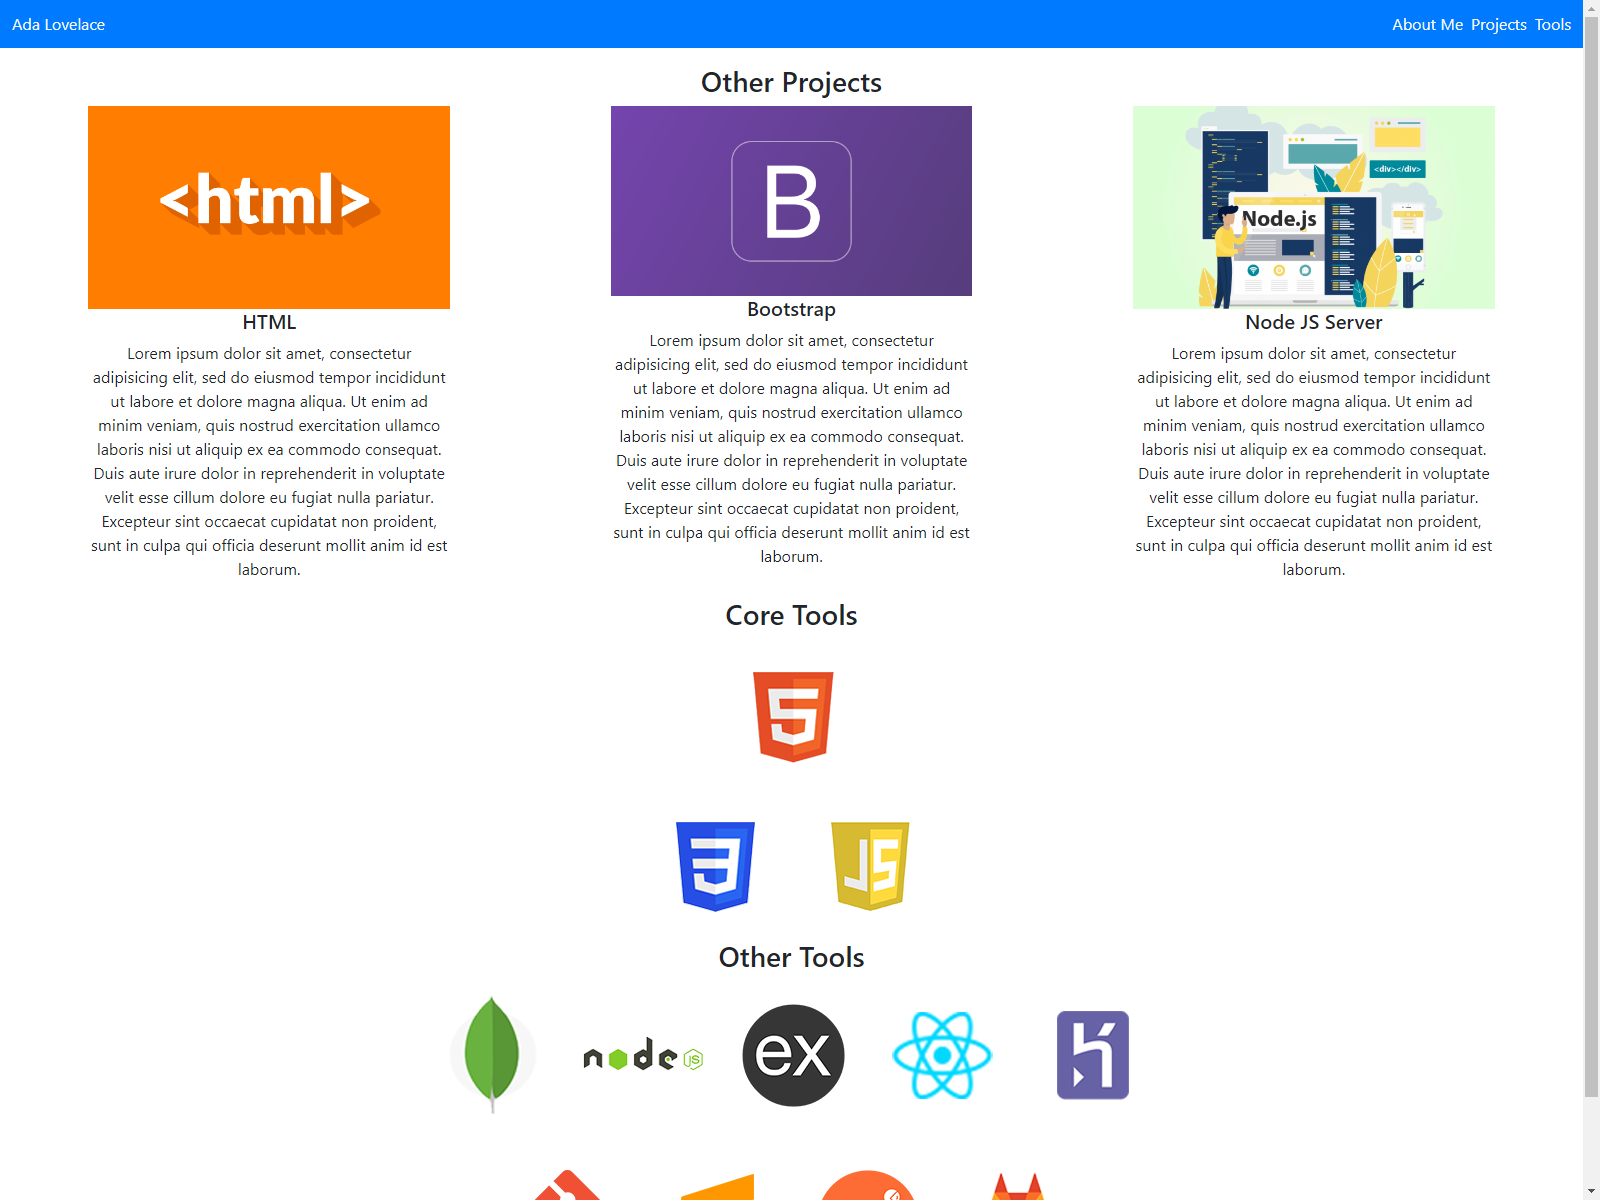 Ada Lovelace
About Me Projects Tools
Other Projects
<html>
HTML
Lorem ipsum dolor sit amet, consectetur
adipisicing elit, sed do eiusmod tempor incididunt
ut labore et dolore magna aliqua. Ut enim ad
minim veniam, quis nostrud exercitation ullamco
laboris nisi ut aliquip ex ea commodo consequat.
Duis aute irure dolor in reprehenderit in voluptate
velit esse cillum dolore eu fugiat nulla pariatur.
Excepteur sint occaecat cupidatat non proident,
sunt in culpa qui officia deserunt mollit anim id est
laborum.
B
Bootstrap
Lorem ipsum dolor sit amet, consectetur
adipisicing elit, sed do eiusmod tempor incididunt
ut labore et dolore magna aliqua. Ut enim ad
minim veniam, quis nostrud exercitation ullamco
laboris nisi ut aliquip ex ea commodo consequat.
Duis aute irure dolor in reprehenderit in voluptate
velit esse cillum dolore eu fugiat nulla pariatur.
Excepteur sint occaecat cupidatat non proident,
sunt in culpa qui officia deserunt mollit anim id est
laborum.
<div></div>
Node.js
Node JS Server
Lorem ipsum dolor sit amet, consectetur
adipisicing elit, sed do eiusmod tempor incididunt
ut labore et dolore magna aliqua. Ut enim ad
minim veniam, quis nostrud exercitation ullamco
laboris nisi ut aliquip ex ea commodo consequat.
Duis aute irure dolor in reprehenderit in voluptate
velit esse cillum dolore eu fugiat nulla pariatur.
Excepteur sint occaecat cupidatat non proident,
sunt in culpa qui officia deserunt mollit anim id est
laborum.
Core Tools
5
3
JS
Other Tools
node JS
ex